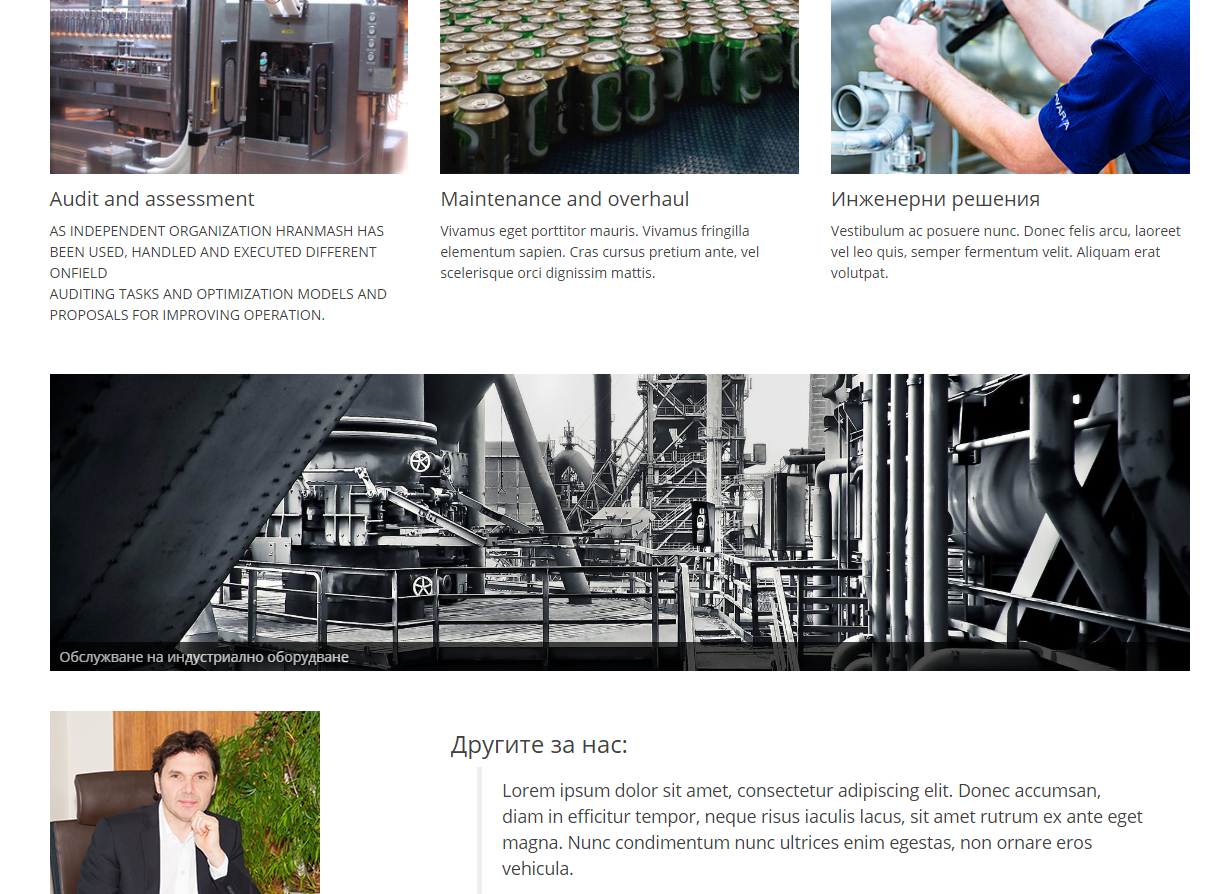 Audit and assessment
AS INDEPENDENT ORGANIZATION HRANMASH HAS
BEEN USED, HANDLED AND EXECUTED DIFFERENT
ONFIELD
AUDITING TASKS AND OPTIMIZATION MODELS AND
PROPOSALS FOR IMPROVING OPERATION.
Maintenance and overhaul
Vivamus eget porttitor mauris. Vivamus fringilla
elementum sapien. Cras cursus pretium ante, vel
scelerisque orci dignissim mattis.
Инженерни решения
Vestibulum ac posuere nunc. Donec felis arcu, laoreet
vel leo quis, semper fermentum velit. Aliquam erat
volutpat.
Обслужване на индустриално оборудване
Другите за нас:
Lorem ipsum dolor sit amet, consectetur adipiscing elit. Donec accumsan,
diam in efficitur tempor, neque risus iaculis lacus, sit amet rutrum ex ante eget
magna. Nunc condimentum nunc ultrices enim egestas, non ornare eros
vehicula.